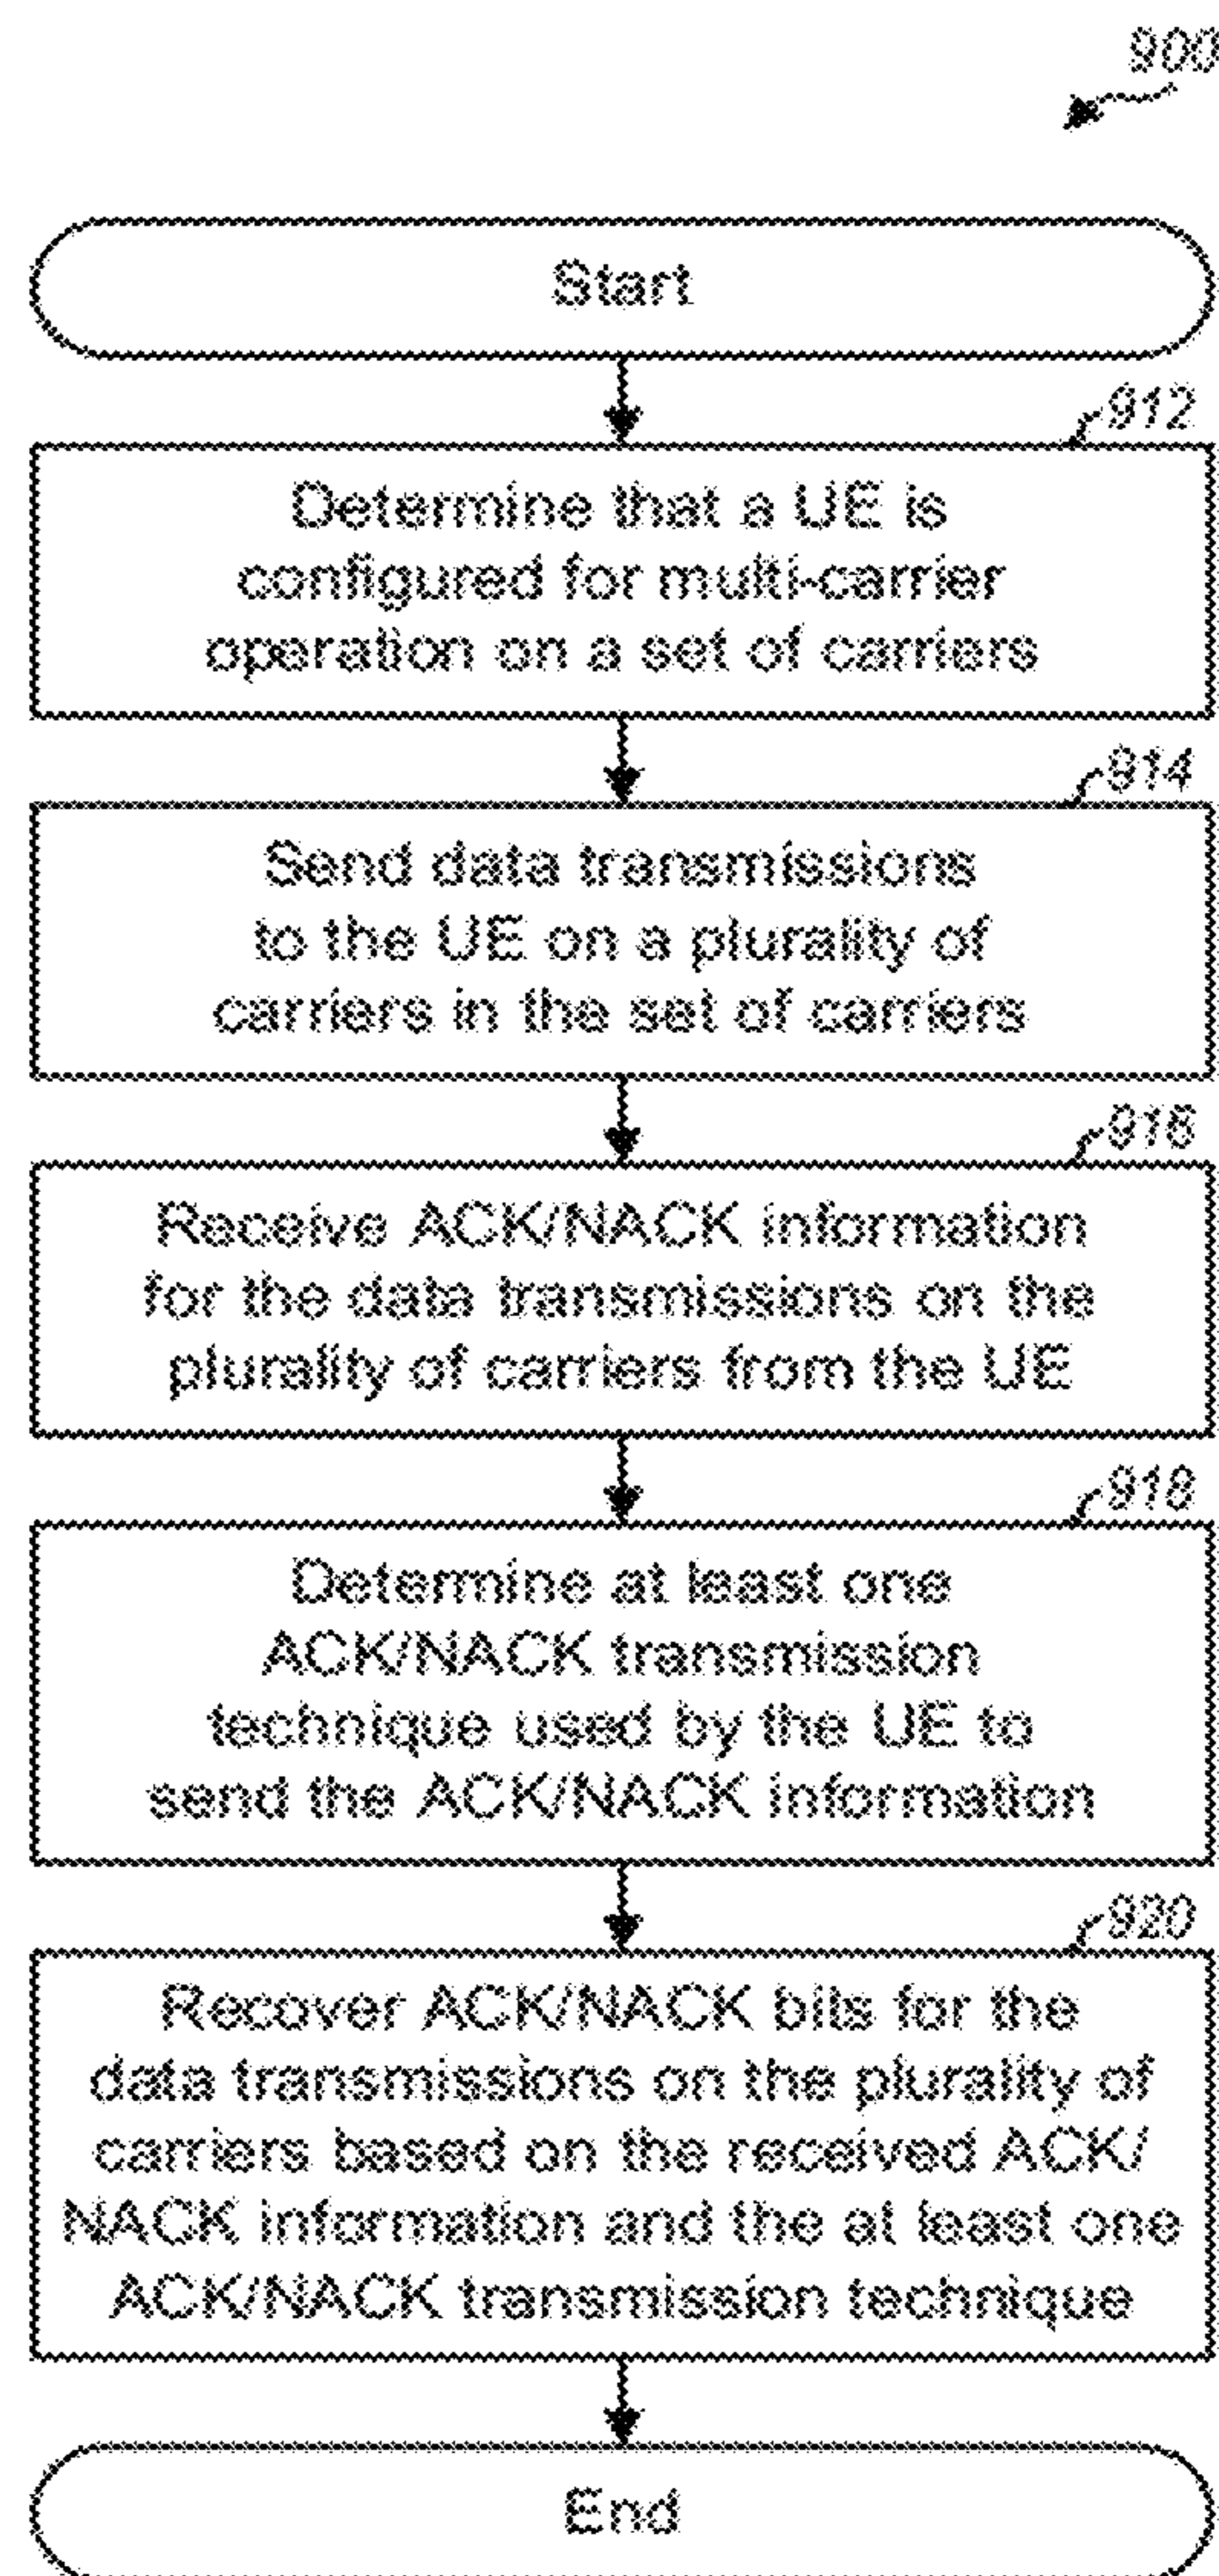 900
Start
912
Determine that a UE is
configured for multi-carrier
operation on a set of carriers
914
Send data transmissions
to the UE on a plurality of
carriers in the set of carriers
916
Receive ACK/NACK information
for the data transmissions on the
plurality of carriers from the UE
918
Determine at least one
ACK/NACK transmission
technique used by the UE to
send the ACK/NACK information
920
Recover ACK/NACK bits for the
data transmissions on the plurality of
carriers based on the received ACK/
NACK information and the at least one
ACK/NACK transmission technique
End